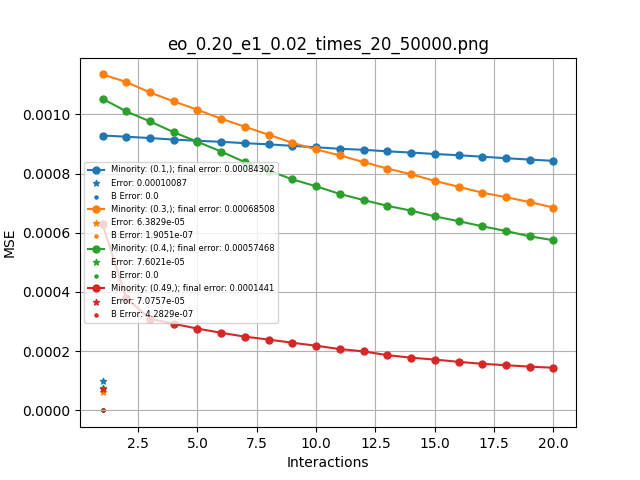 eo_0.20_e1_0.02_times_20_50000.png
MSE
0.0010
0.0008
0.0006
0.0004
0.0002
0.0000
Minority: (0.1,); final error: 0.00084302
Error: 0.00010087
B Error: 0.0
Minority: (0.3,); final error: 0.00068508
Error: 6.3829e-05
B Error: 1.9051e-07
Minority: (0.4,); final error: 0.00057468
Error: 7.6021e-05
B Error: 0.0
Minority: (0.49,); final error: 0.0001441
Error: 7.0757e-05
B Error: 4.2829e-07
2.5 5.0 7.5 10.0 12.5 15.0 17.5 20.0
Interactions